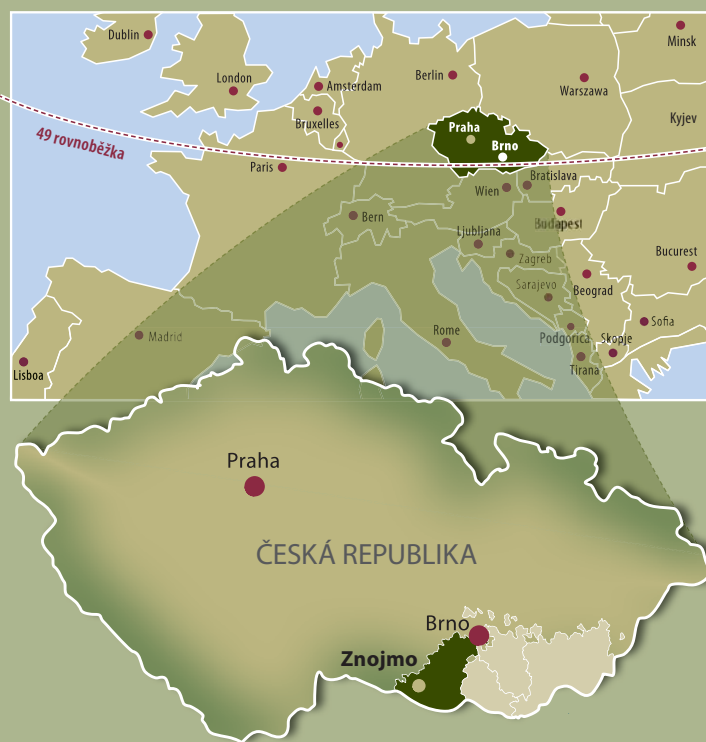 Dublin
Minsk
London
Berlin
Amsterdam
Warszawa
Bruxelles
Kyjev
Praha
Brno
49 rovnoběžka
Paris
Bratislava
Wien
Bern
Budapest
Ljubljana
Zagreb
Bucurest
Sarajevo
Beograd
Madrid
Rome
Podgorica
Skopje
Sofia
Lisboa
Tirana
Praha
ČESKÁ REPUBLIKA
Brno
Znojmo